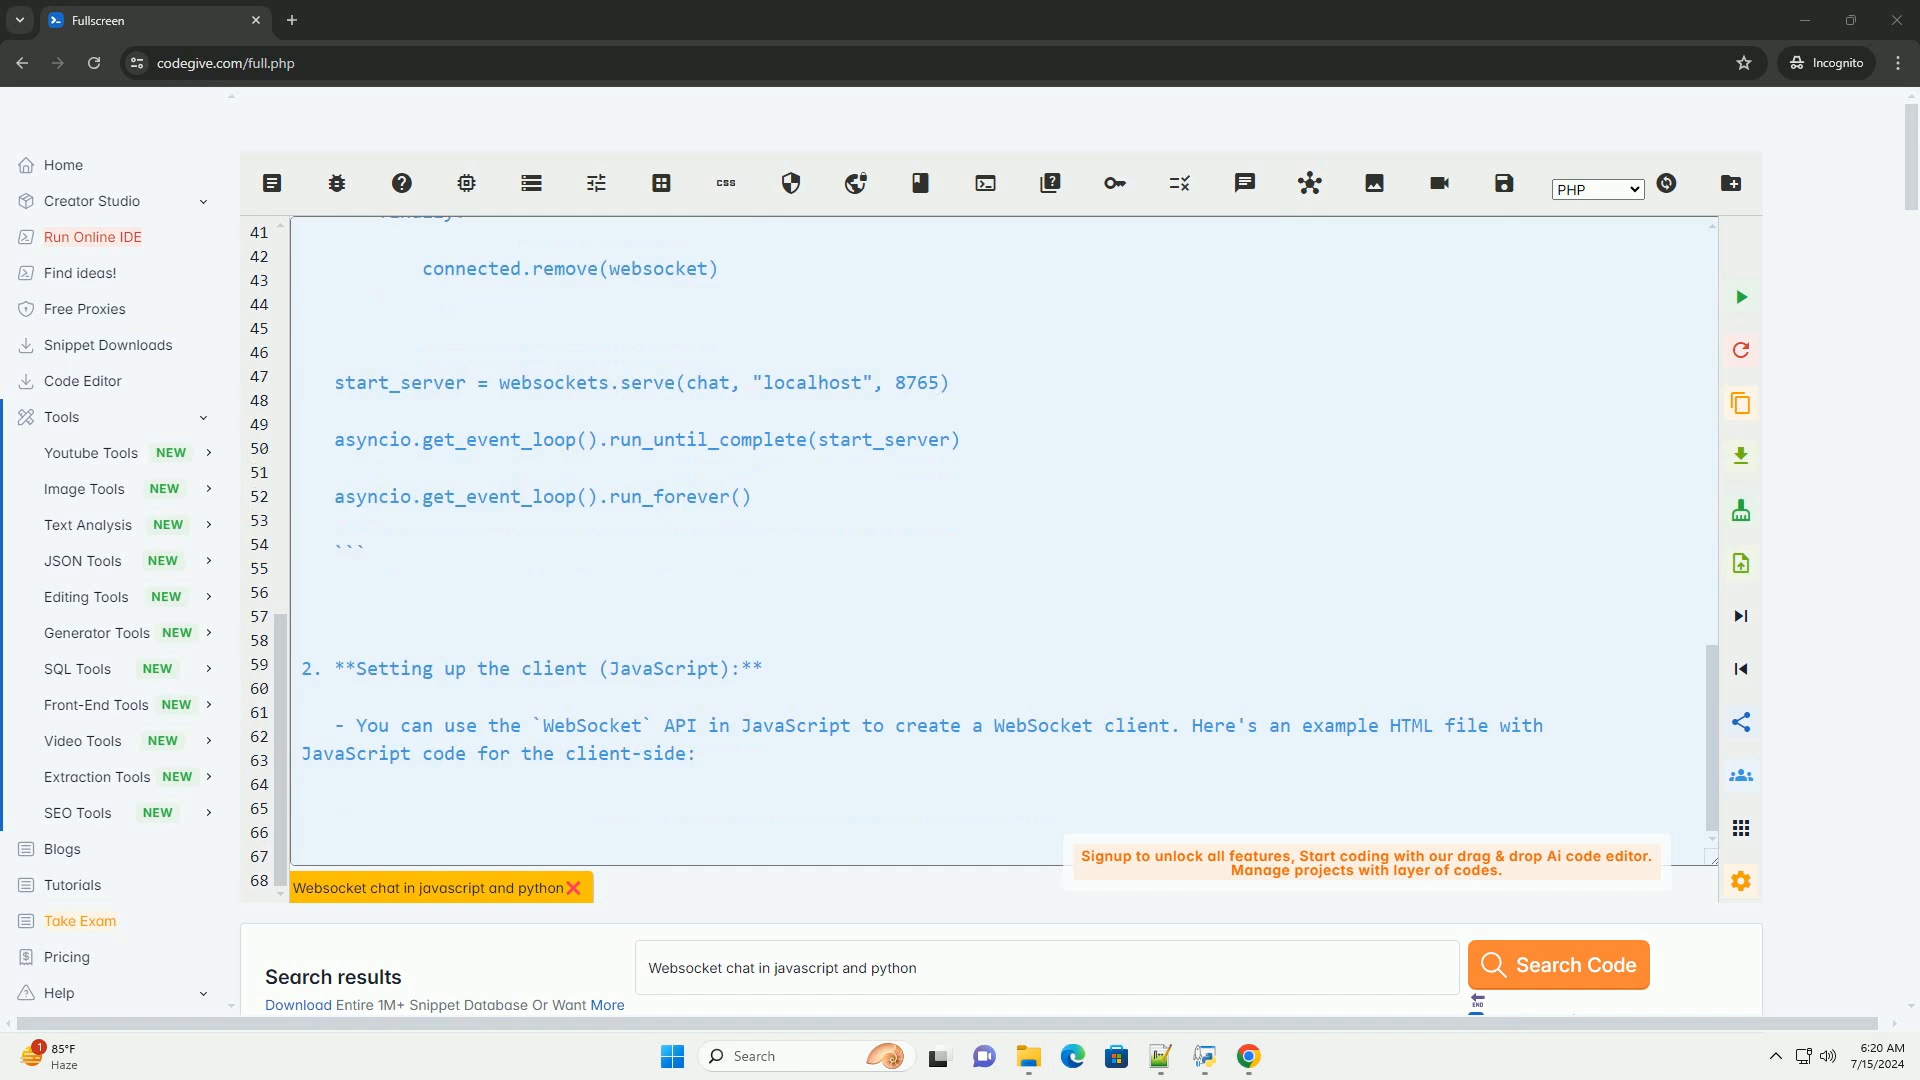 Fullscreen
codegive.com/full.php
Incognito
Home
Creator Studio
Run Online IDE
Find ideas!
Free Proxies
Snippet Downloads
Code Editor
Tools
Youtube Tools NEW
Image Tools NEW
Text Analysis NEW
JSON Tools NEW
Editing Tools NEW
Generator Tools NEW
SQL Tools NEW
Front-End Tools NEW
Video Tools NEW
Extraction Tools NEW
SEO Tools NEW
Blogs
Tutorials
Take Exam
Pricing
Help
CSS
PHP
41
42
43
44
45
46
47
48
49
50
51
52
53
54
55
56
57
58
59
60
61
62
63
64
65
66
67
68
finally:
connected.remove(websocket)
start_server = websockets.serve(chat, "localhost", 8765)
asyncio.get_event_loop().run_until_complete(start_server)
asyncio.get_event_loop().run_forever()
```
2. **Setting up the client (JavaScript):**
- You can use the `WebSocket` API in JavaScript to create a WebSocket client. Here's an example HTML file with
JavaScript code for the client-side:
Signup to unlock all features, Start coding with our drag & drop Ai code editor.
Manage projects with layer of codes.
Websocket chat in javascript and python
Search results
Download Entire 1M+ Snippet Database Or Want More
Websocket chat in javascript and python
Search Code
END
1
85°F
Haze
Search
6:20 AM
7/15/2024